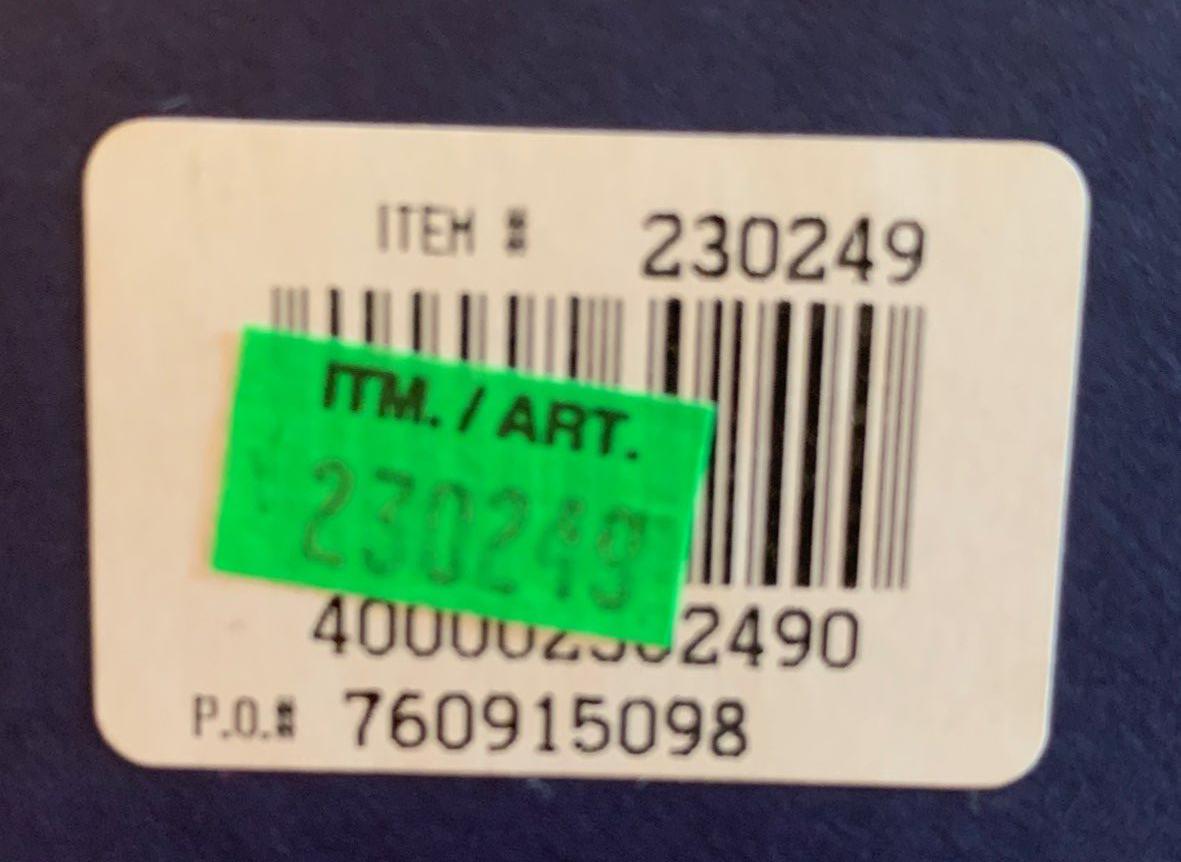 ITEM # 230249
ITM. / ART.
230249
400002302490
P.O.# 760915098